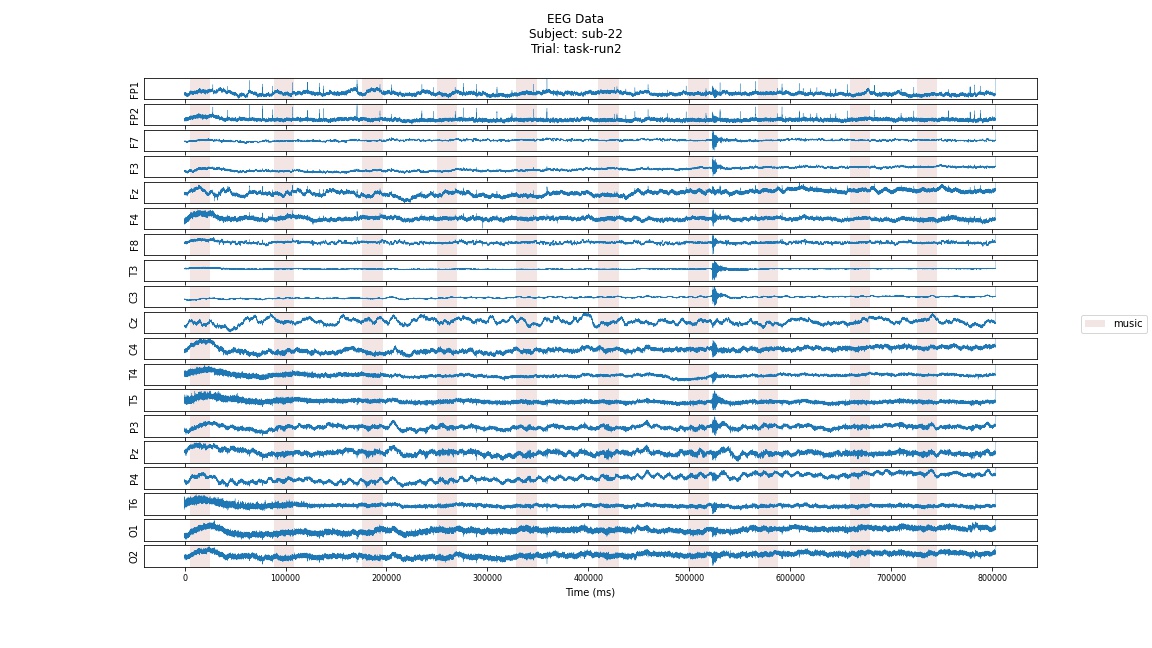 EEG Data
Subject: sub-22
Trial: task-run2
FP1
FP2
F7
F3
Fz
F4
F8
T3
C3
Cz
C4
T4
T5
P3
Pz
P4
T6
O1
O2
music
0 100000 200000 300000 400000 500000 600000 700000 800000
Time (ms)